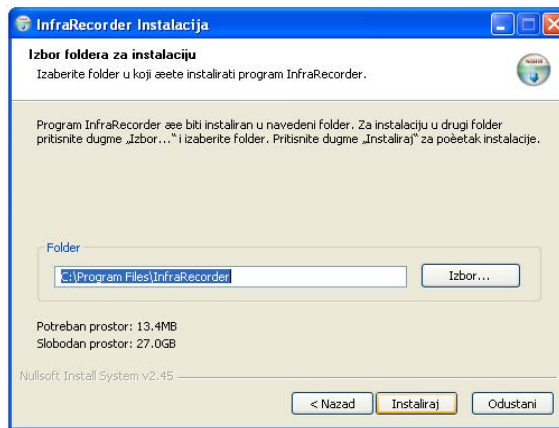 InfraRecorder Instalacija
Izbor foldera za instalaciju
Izaberite folder u koji æete instalirati program InfraRecorder.
Program InfraRecorder æee biti instaliran u navedeni folder. Za instalaciju u drugi folder
pritisnite dugme „Izbor...“ i izaberite folder. Pritisnite dugme „Instaliraj“ za poèetak instalacije.
Folder
C:\Program Files\InfraRecorder
Izbor...
Potreban prostor: 13.4MB
Slobodan prostor: 27.0GB
Nullsoft Install System v2.45
< Nazad
Instaliraj
Odustani